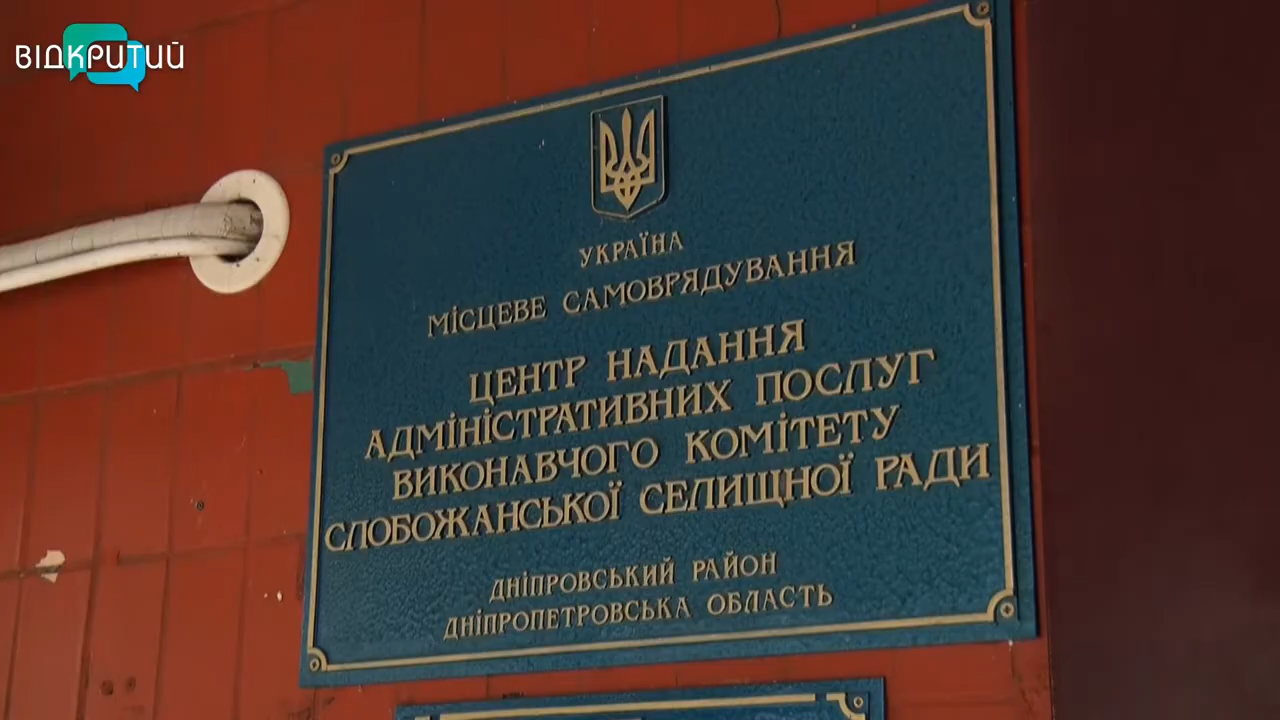 ВІДКРИТИЙ
УКРАЇНА
МІСЦЕВЕ САМОВРЯДУВАННЯ
ЦЕНТР НАДАННЯ
АДМІНІСТРАТИВНИХ ПОСЛУГ
ВИКОНАВЧОГО КОМІТЕТУ
СЛОБОЖАНСЬКОЇ СЕЛИЩНОЇ РАДИ
ДНІПРОВСЬКИЙ РАЙОН
ДНІПРОПЕТРОВСЬКА ОБЛАСТЬ